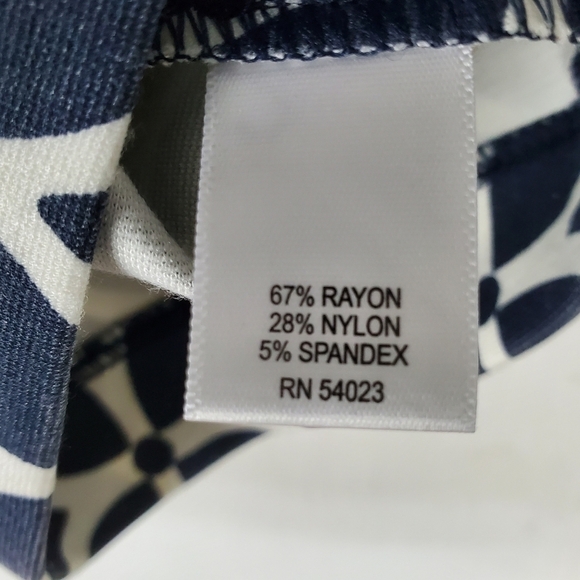 67% RAYON
28% NYLON
5% SPANDEX
RN 54023